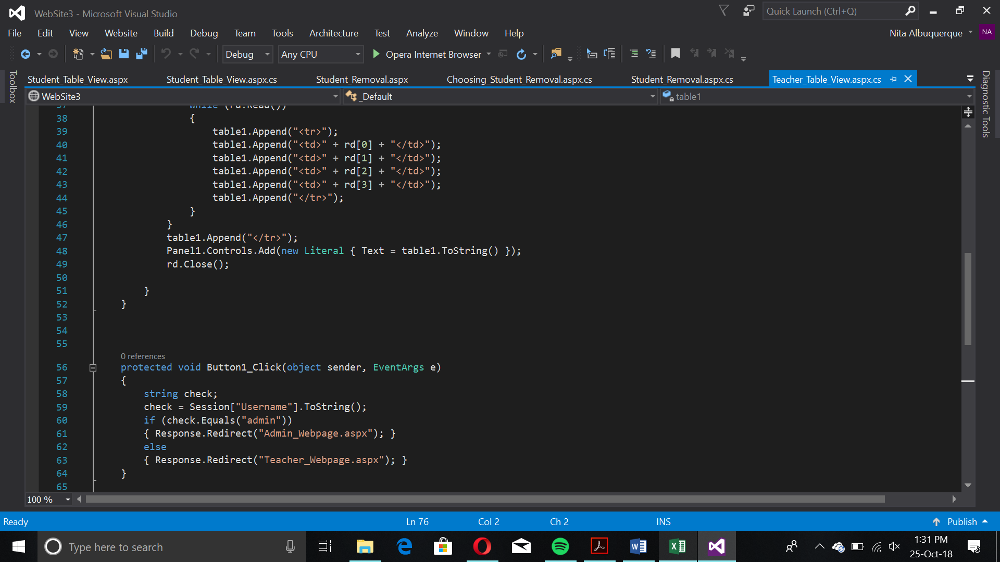 WebSite3 - Microsoft Visual Studio
Quick Launch (Ctrl+Q)
File Edit View Website Build Debug Team Tools Architecture Test Analyze Window Help
Nita Albuquerque NA
Debug Any CPU Opera Internet Browser
Toolbox
Student_Table_View.aspx Student_Table_View.aspx.cs Student_Removal.aspx Choosing_Student_Removal.aspx.cs Student_Removal.aspx.cs Teacher_Table_View.aspx.cs
Diagnostic Tools
WebSite3 _Default table1
37 while (rd.Read())
38 {
39 table1.Append("<tr>");
40 table1.Append("<td>" + rd[0] + "</td>");
41 table1.Append("<td>" + rd[1] + "</td>");
42 table1.Append("<td>" + rd[2] + "</td>");
43 table1.Append("<td>" + rd[3] + "</td>");
44 table1.Append("</tr>");
45 }
46 }
47 table1.Append("</tr>");
48 Panel1.Controls.Add(new Literal { Text = table1.ToString() });
49 rd.Close();
50
51 }
52 }
53
54
55
0 references
56 protected void Button1_Click(object sender, EventArgs e)
57 {
58 string check;
59 check = Session["Username"].ToString();
60 if (check.Equals("admin"))
61 { Response.Redirect("Admin_Webpage.aspx"); }
62 else
63 { Response.Redirect("Teacher_Webpage.aspx"); }
64 }
65
100 %
Ready Ln 76 Col 2 Ch 2 INS Publish
Type here to search
1:31 PM
25-Oct-18